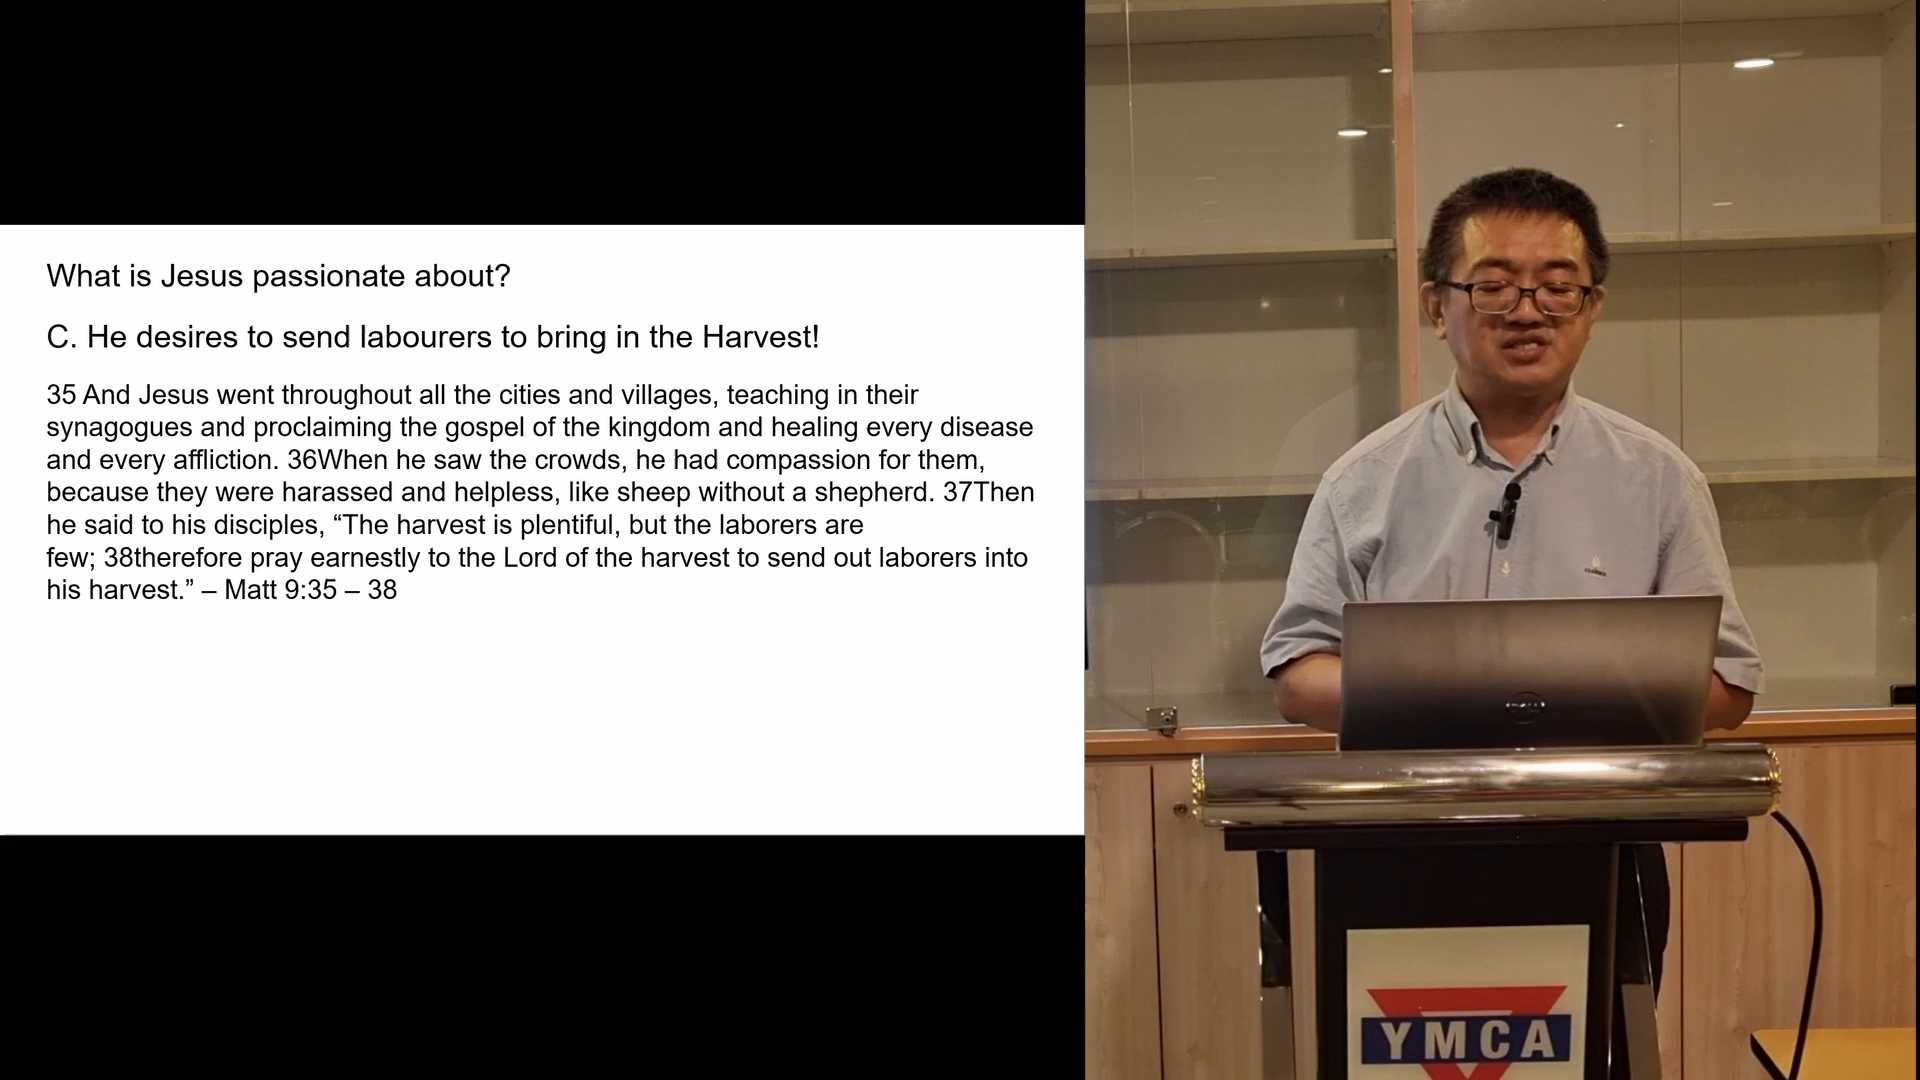 What is Jesus passionate about?
C. He desires to send labourers to bring in the Harvest!
35 And Jesus went throughout all the cities and villages, teaching in their
synagogues and proclaiming the gospel of the kingdom and healing every disease
and every affliction. 36When he saw the crowds, he had compassion for them,
because they were harassed and helpless, like sheep without a shepherd. 37Then
he said to his disciples, “The harvest is plentiful, but the laborers are
few; 38therefore pray earnestly to the Lord of the harvest to send out laborers into
his harvest.” – Matt 9:35 – 38
DELL
YMCA